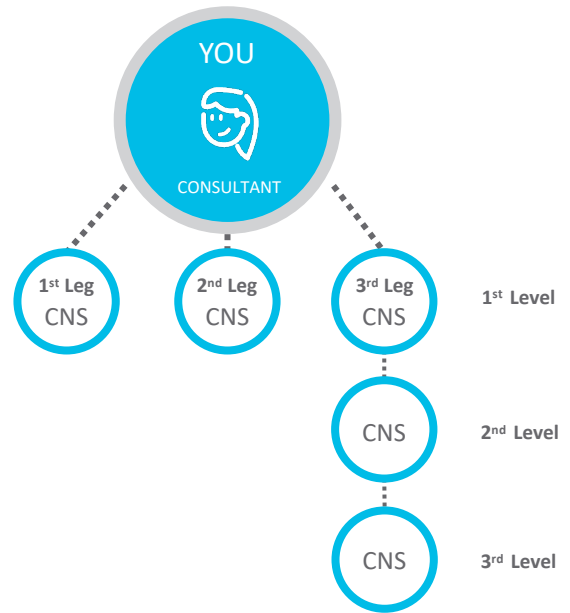 YOU
CONSULTANT
1st Leg
CNS
2nd Leg
CNS
3rd Leg
CNS
1st Level
CNS
2nd Level
CNS
3rd Level